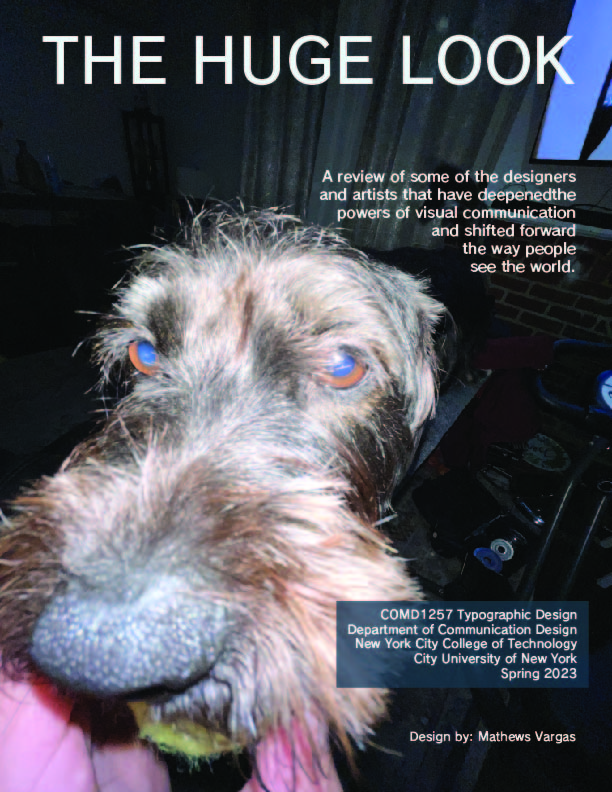 THE HUGE LOOK
A review of some of the designers
and artists that have deepenedthe
powers of visual communication
and shifted forward
the way people
see the world.
COMD1257 Typographic Design
Department of Communication Design
New York City College of Technology
City University of New York
Spring 2023
Design by: Mathews Vargas